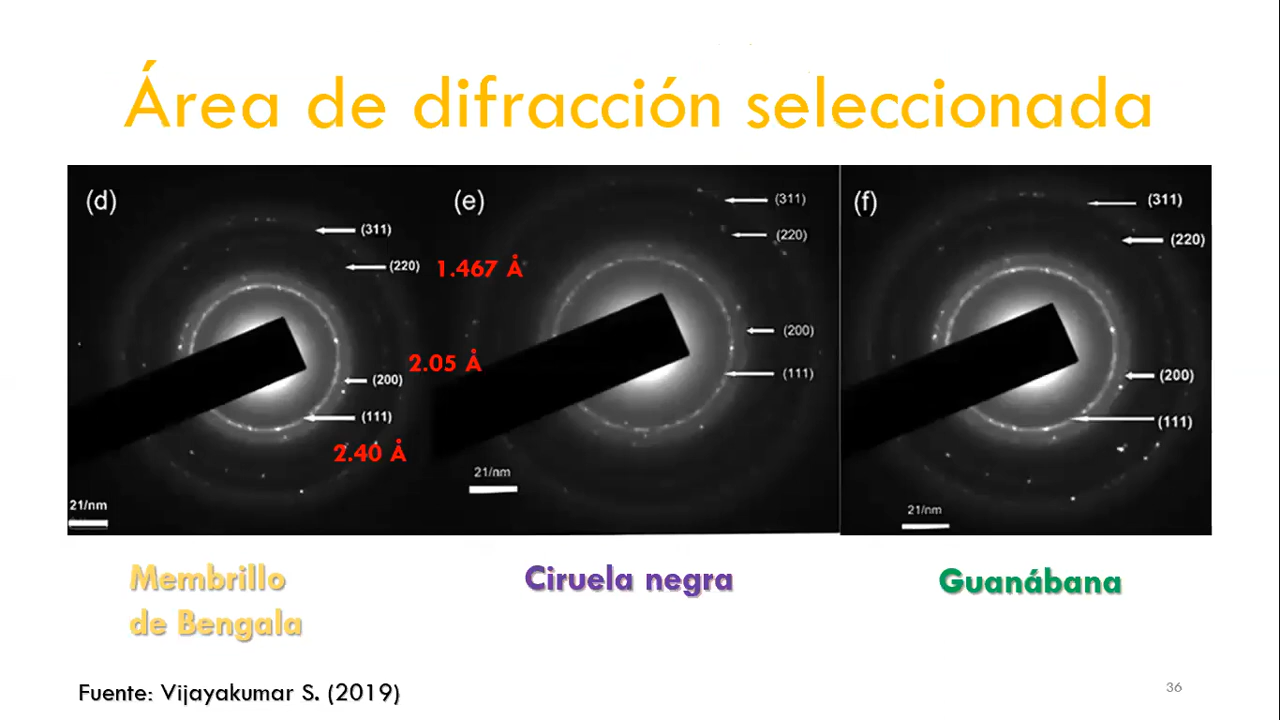 Área de difracción seleccionada
(d)
(311)
(220)
1.467 Å
2.05 Å
(200)
(111)
2.40 Å
21/nm
(e)
(311)
(220)
(200)
(111)
21/nm
(f)
(311)
(220)
(200)
(111)
21/nm
Membrillo
de Bengala
Ciruela negra
Guanábana
Fuente: Vijayakumar S. (2019)
36